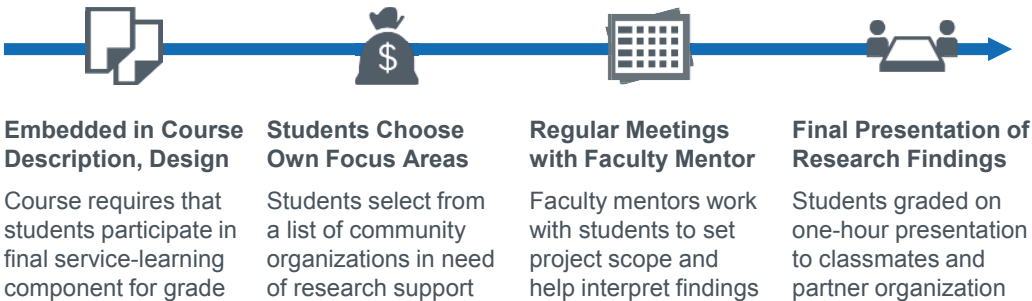 $
Embedded in Course
Description, Design
Course requires that
students participate in
final service-learning
component for grade
Students Choose
Own Focus Areas
Students select from
a list of community
organizations in need
of research support
Regular Meetings
with Faculty Mentor
Faculty mentors work
with students to set
project scope and
help interpret findings
Final Presentation of
Research Findings
Students graded on
one-hour presentation
to classmates and
partner organization